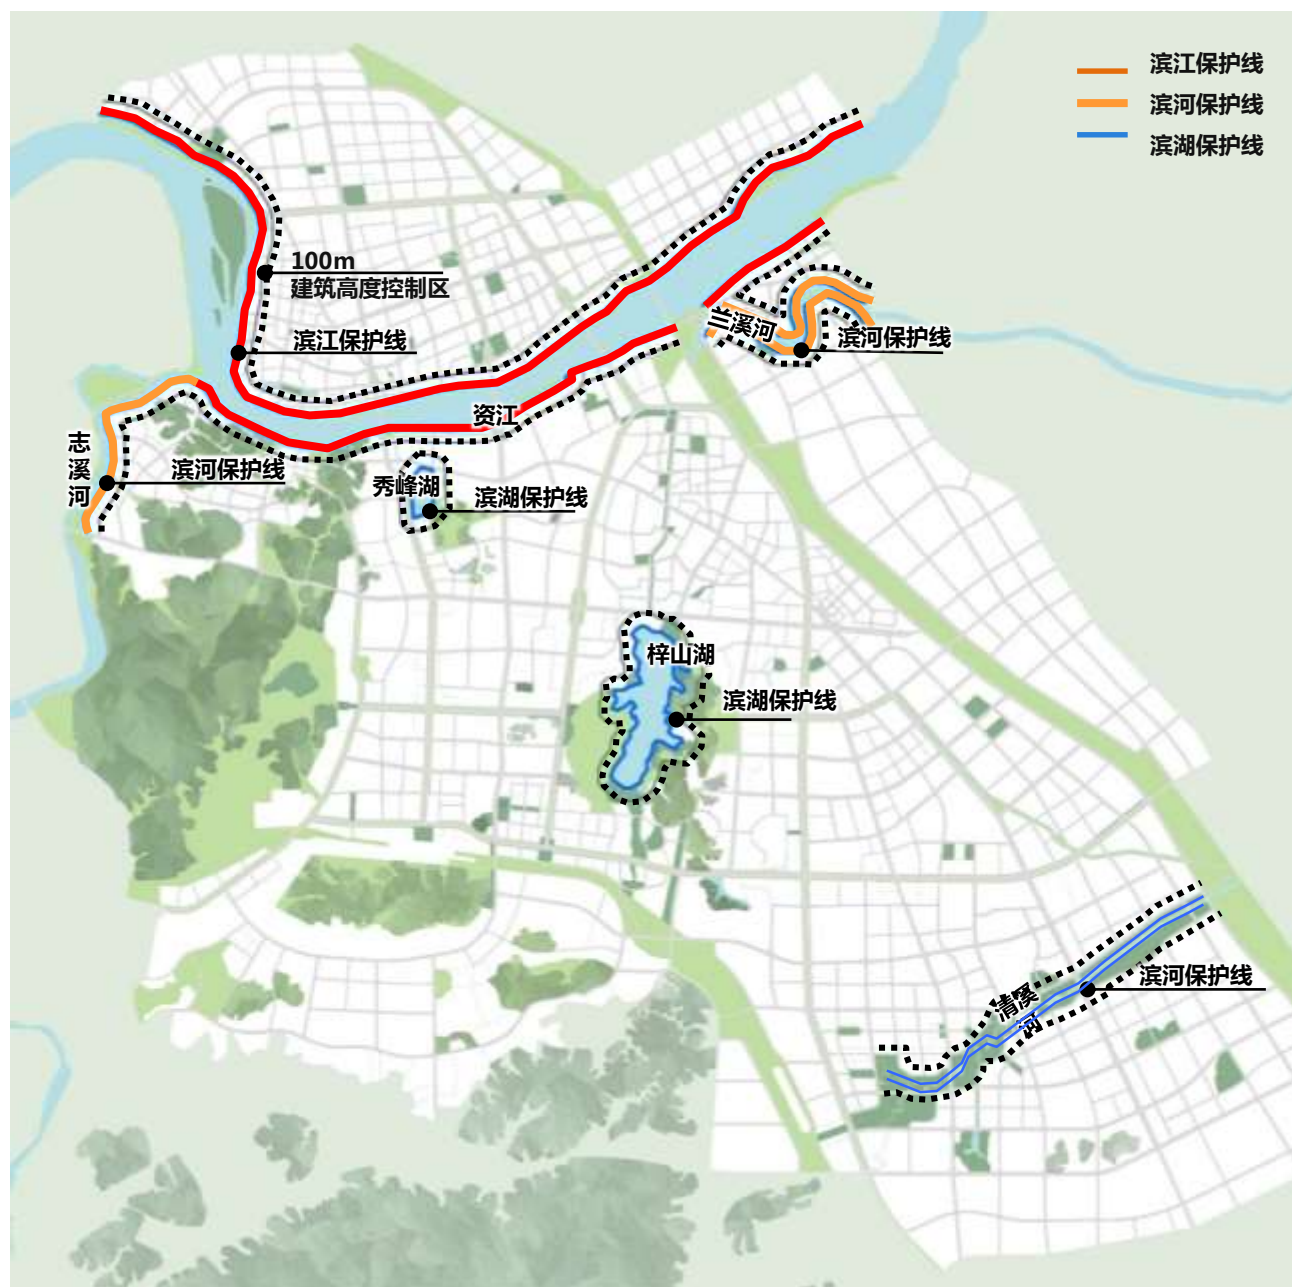 滨江保护线
滨河保护线
滨湖保护线
100m
建筑高度控制区
滨江保护线
兰溪河
滨河保护线
资江
志溪河
滨河保护线
秀峰湖
滨湖保护线
梓山湖
滨湖保护线
滨河保护线
清溪河